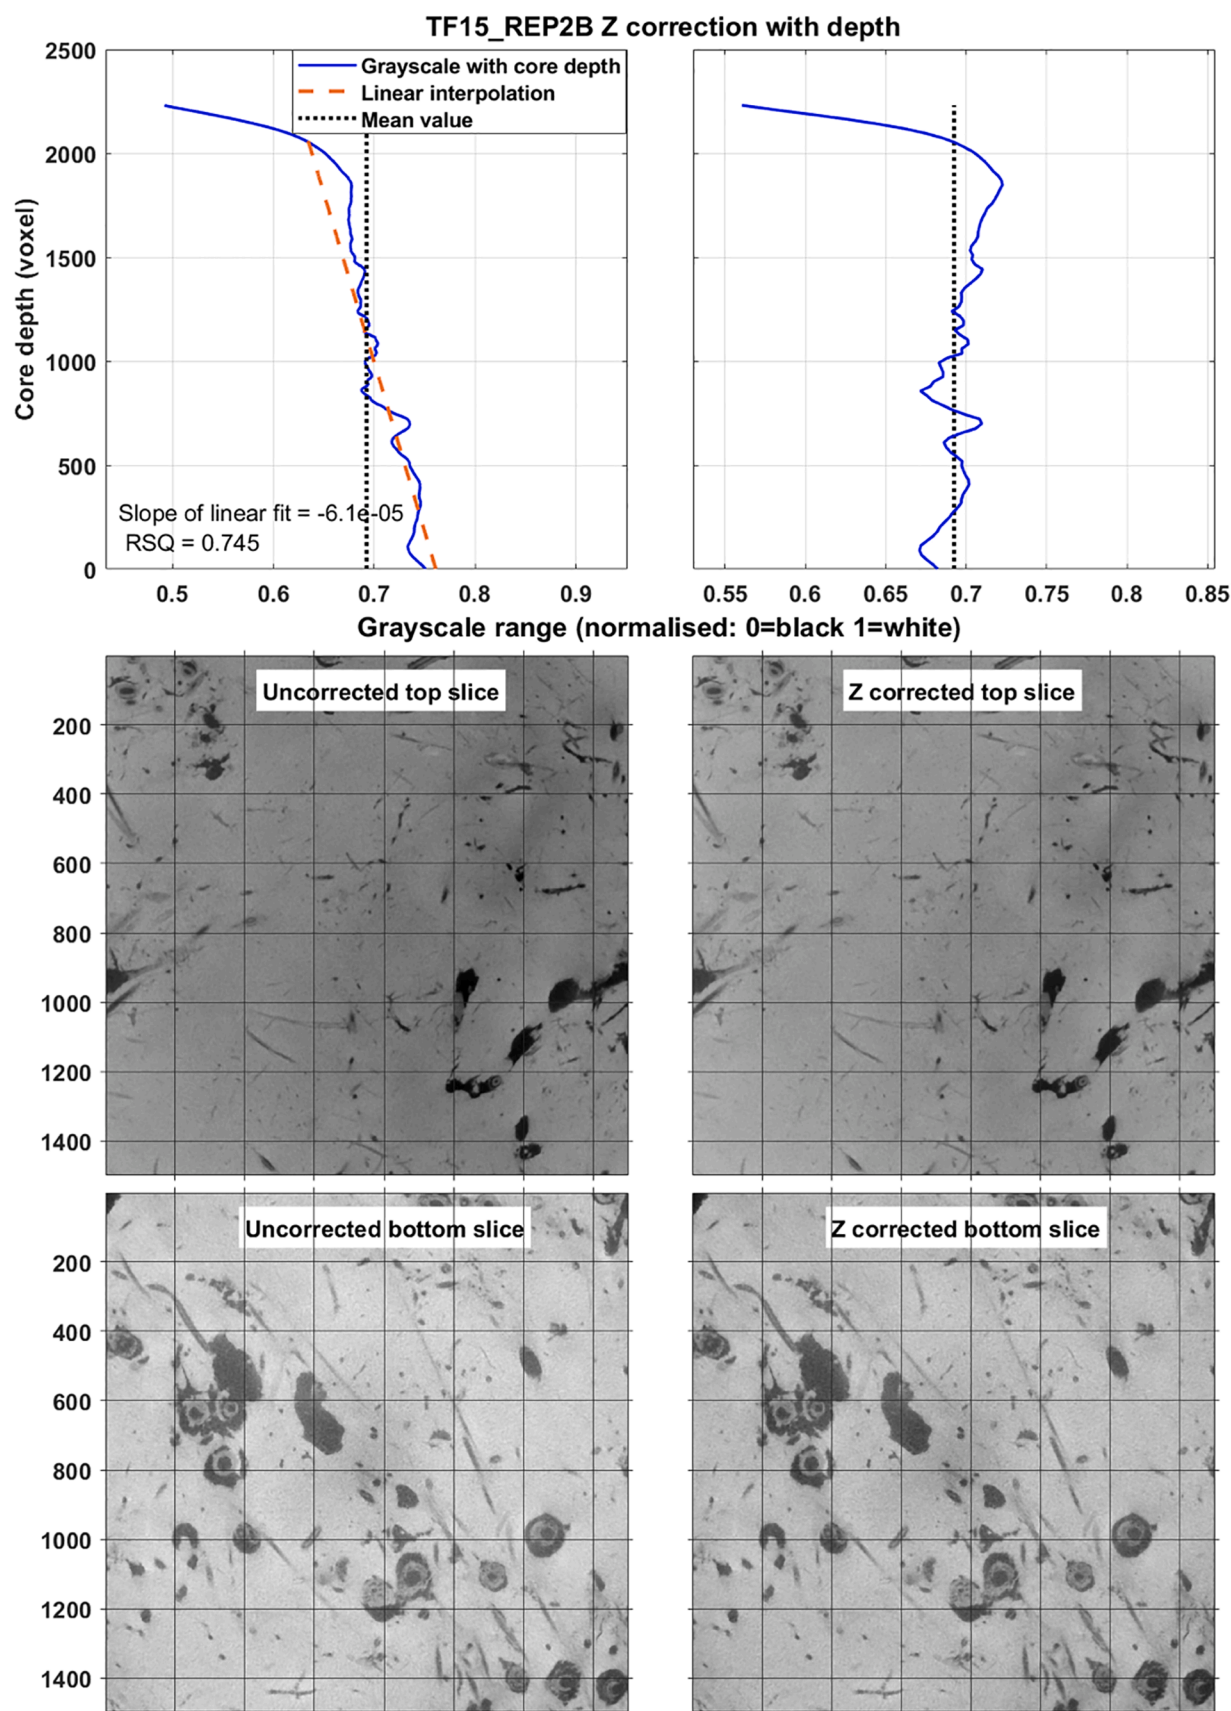 TF15_REP2B Z correction with depth
Grayscale with core depth
Linear interpolation
Mean value
2500
2000
1500
1000
500
0
Core depth (voxel)
Slope of linear fit = -6.1e-05
RSQ = 0.745
0.5 0.6 0.7 0.8 0.9
0.55 0.6 0.65 0.7 0.75 0.8 0.85
Grayscale range (normalised: 0=black 1=white)
Uncorrected top slice
Z corrected top slice
200
400
600
800
1000
1200
1400
Uncorrected bottom slice
Z corrected bottom slice
200
400
600
800
1000
1200
1400